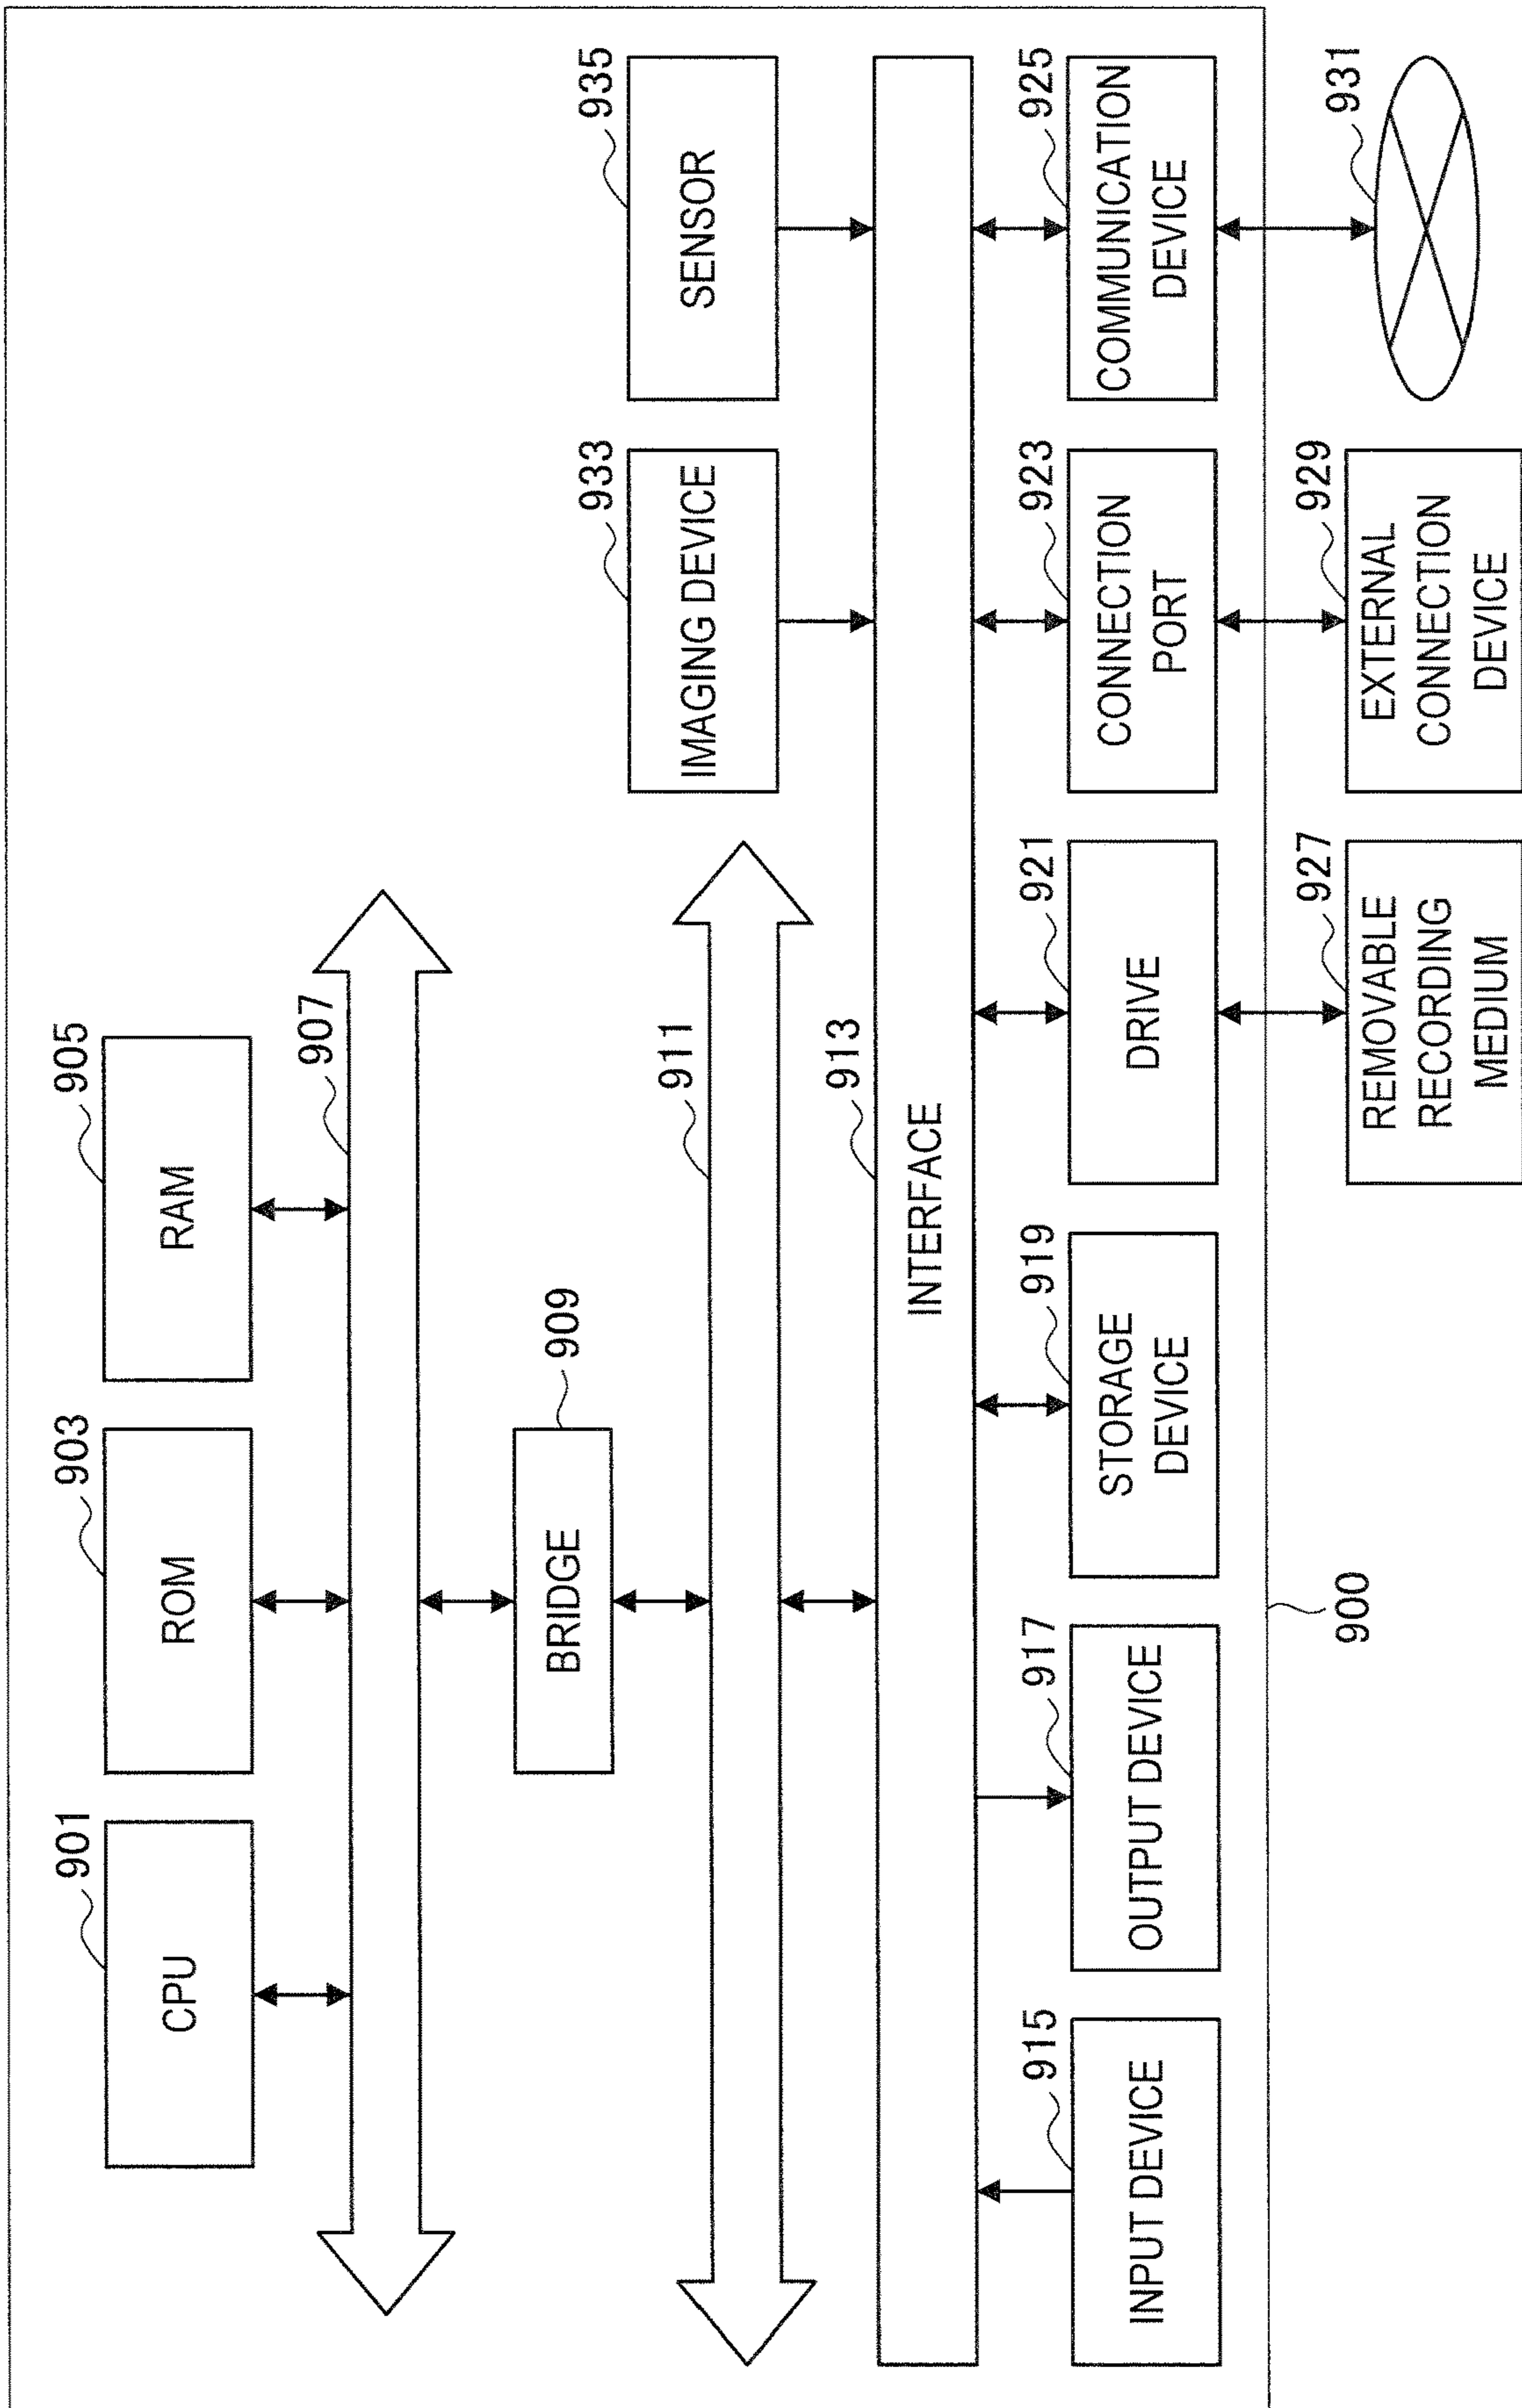 901
CPU
903
ROM
905
RAM
907
909
BRIDGE
911
933
IMAGING DEVICE
935
SENSOR
913
INTERFACE
915
INPUT DEVICE
917
OUTPUT DEVICE
919
STORAGE
DEVICE
921
DRIVE
923
CONNECTION
PORT
925
COMMUNICATION
DEVICE
900
927
REMOVABLE
RECORDING
MEDIUM
929
EXTERNAL
CONNECTION
DEVICE
931